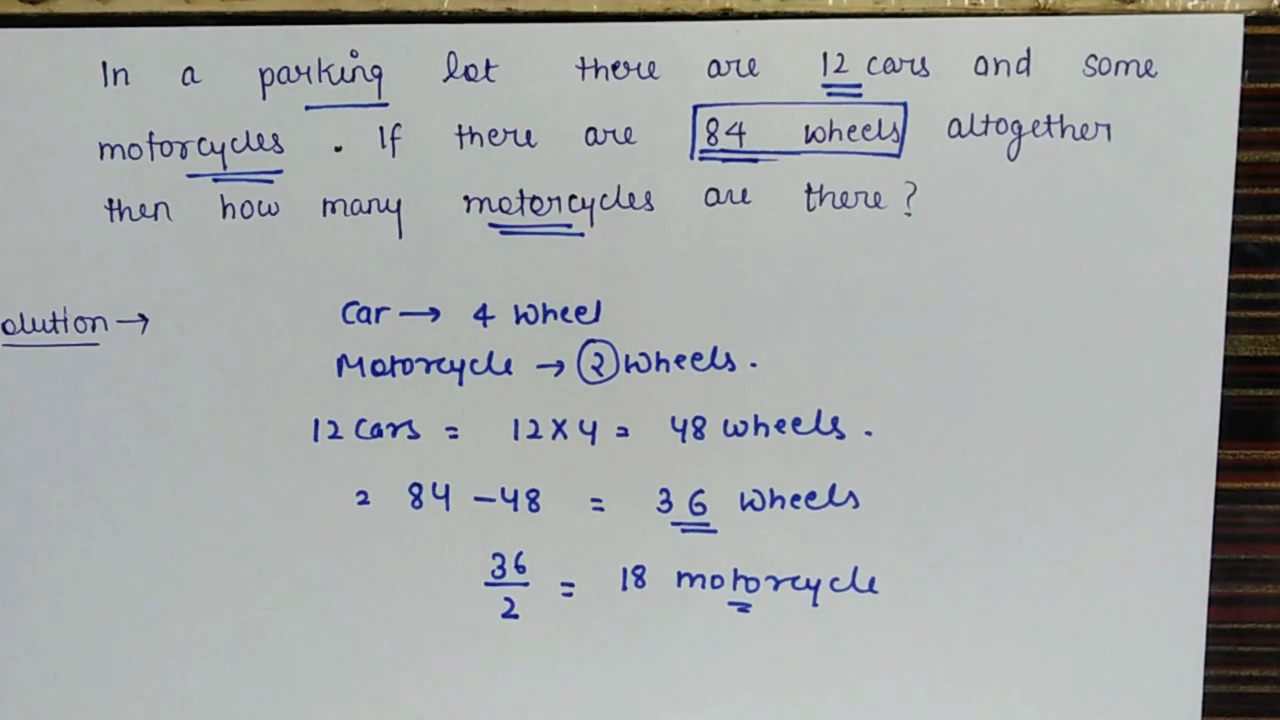 In a parking lot there are 12 cars and some
motorcycles . If there are 84 wheels altogether
then how many motorcycles are there ?
olution →
Car → 4 wheel
Motorcycle → 2 wheels .
12 Cars = 12 × 4 = 48 wheels .
= 84 - 48 = 36 wheels
36/2 = 18 motorcycle